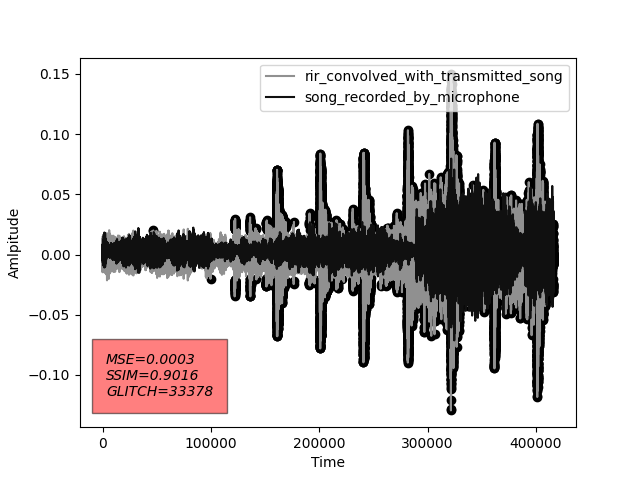 rir_convolved_with_transmitted_song
song_recorded_by_microphone
0.15
0.10
0.05
0.00
−0.05
−0.10
Amlpitude
MSE=0.0003
SSIM=0.9016
GLITCH=33378
0 100000 200000 300000 400000
Time